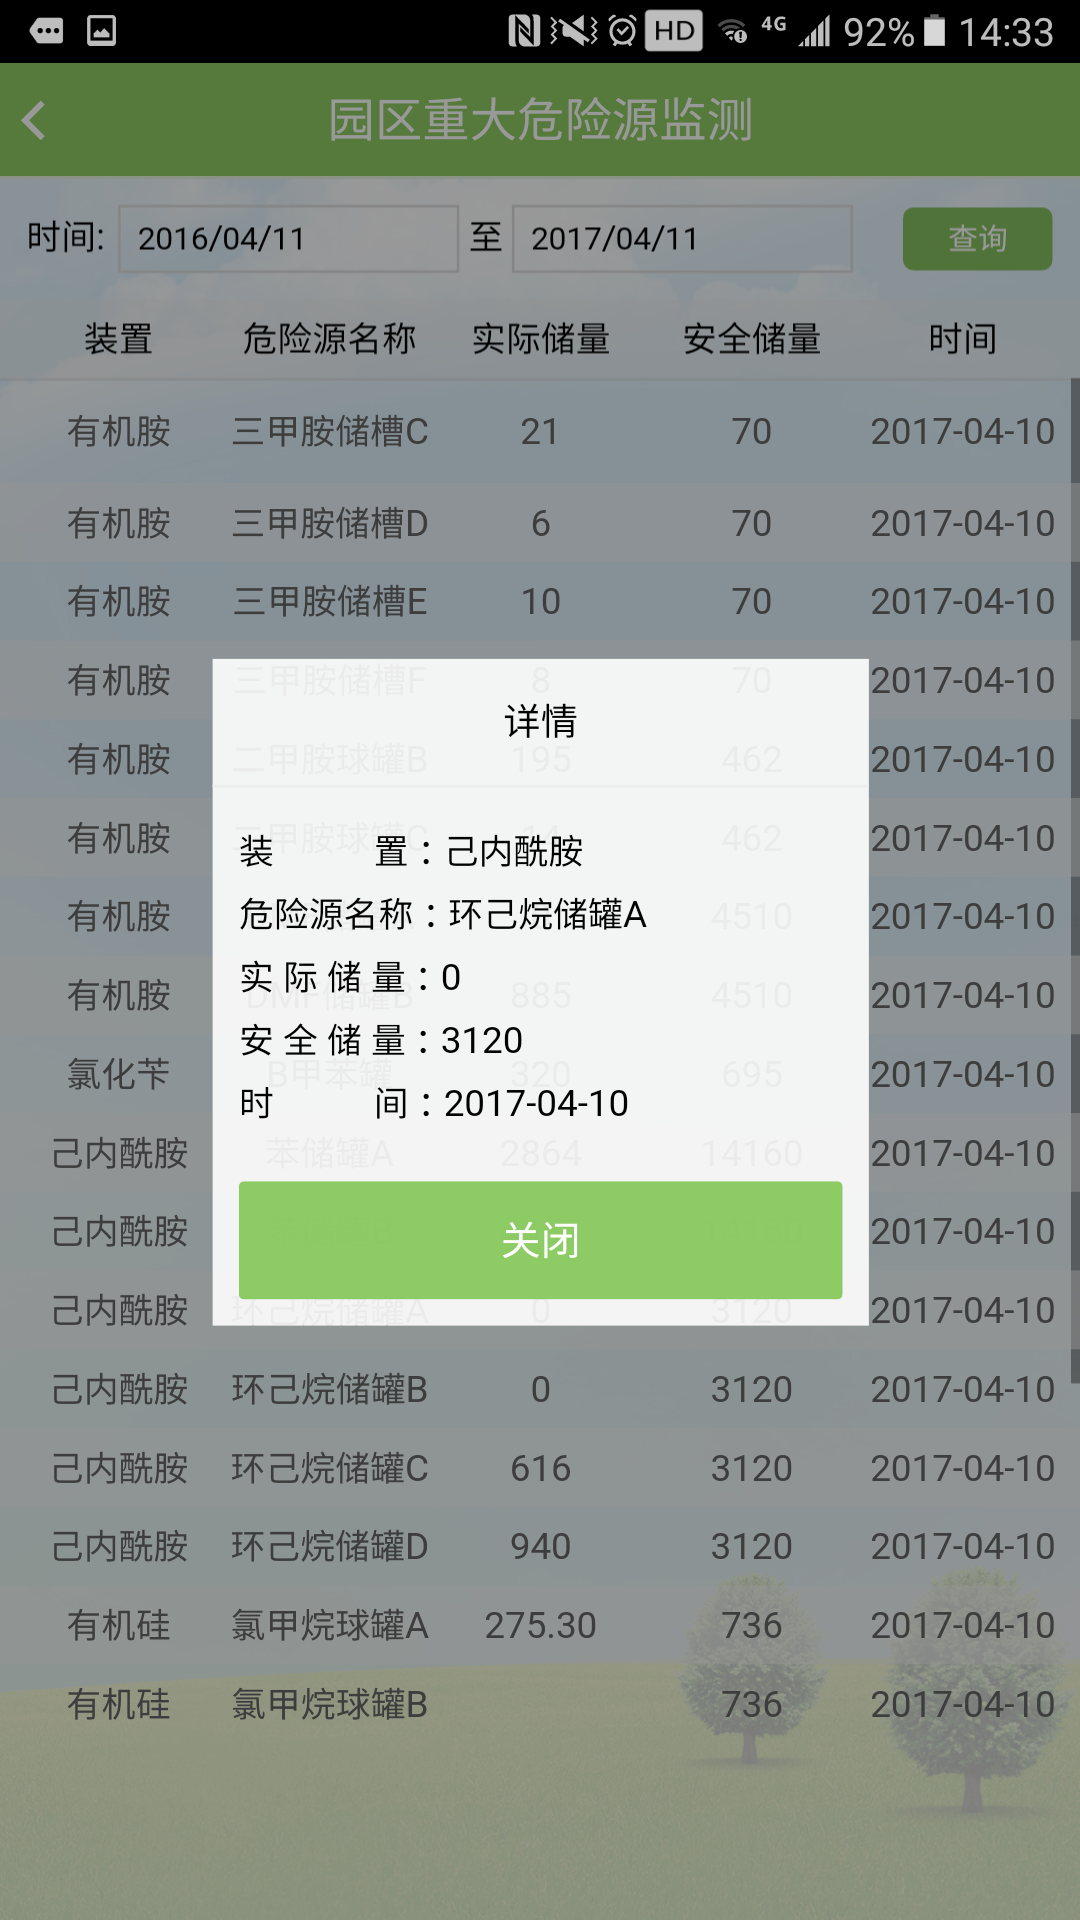 HD 4G 92% 14:33
园区重大危险源监测
时间: 2016/04/11 至 2017/04/11 查询
装置 危险源名称 实际储量 安全储量 时间
有机胺 三甲胺储槽C 21 70 2017-04-10
有机胺 三甲胺储槽D 6 70 2017-04-10
有机胺 三甲胺储槽E 10 70 2017-04-10
有机胺 三甲胺储槽F 8 70 2017-04-10
详情
有机胺 二甲胺球罐B 195 462 2017-04-10
有机胺 二甲胺球罐C 14 462 2017-04-10
装 置：己内酰胺
有机胺 4510 2017-04-10
危险源名称：环己烷储罐A
有机胺 DMF储罐B 885 4510 2017-04-10
实际储量：0
安全储量：3120
氯化苄 B甲苯罐 320 695 2017-04-10
时 间：2017-04-10
己内酰胺 苯储罐A 2864 14160 2017-04-10
己内酰胺 2017-04-10
关闭
己内酰胺 环己烷储罐A 0 3120 2017-04-10
己内酰胺 环己烷储罐B 0 3120 2017-04-10
己内酰胺 环己烷储罐C 616 3120 2017-04-10
己内酰胺 环己烷储罐D 940 3120 2017-04-10
有机硅 氯甲烷球罐A 275.30 736 2017-04-10
有机硅 氯甲烷球罐B 736 2017-04-10